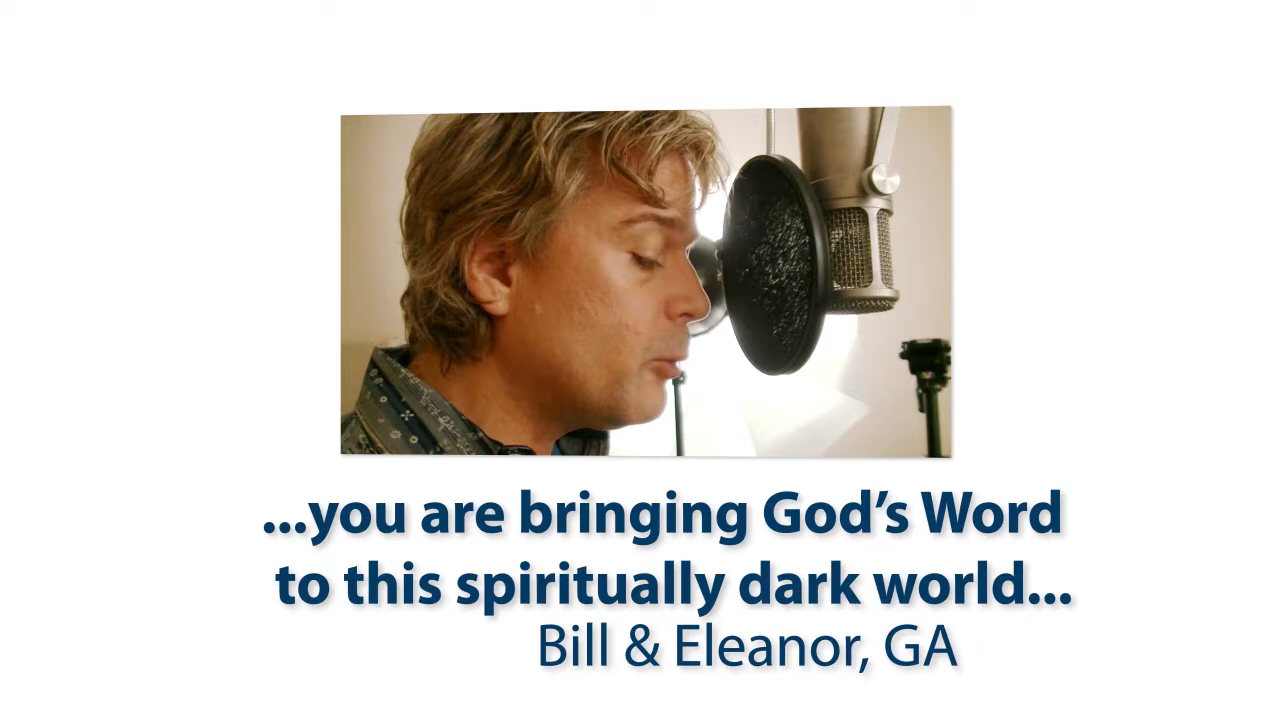 ...you are bringing God’s Word
to this spiritually dark world...
Bill & Eleanor, GA